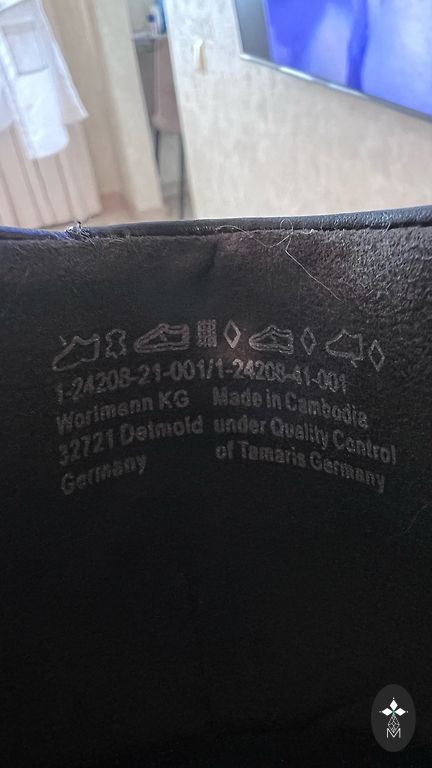 1-24208-21-001/1-24208-41-001
Wortmann KG
32721 Detmold
Germany
Made in Cambodia
under Quality Control
of Tamaris Germany
M